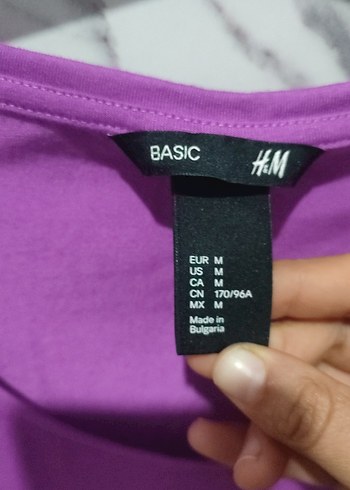 BASIC H&M
EUR M
US M
CA M
CN 170/96A
MX M
Made in
Bulgaria